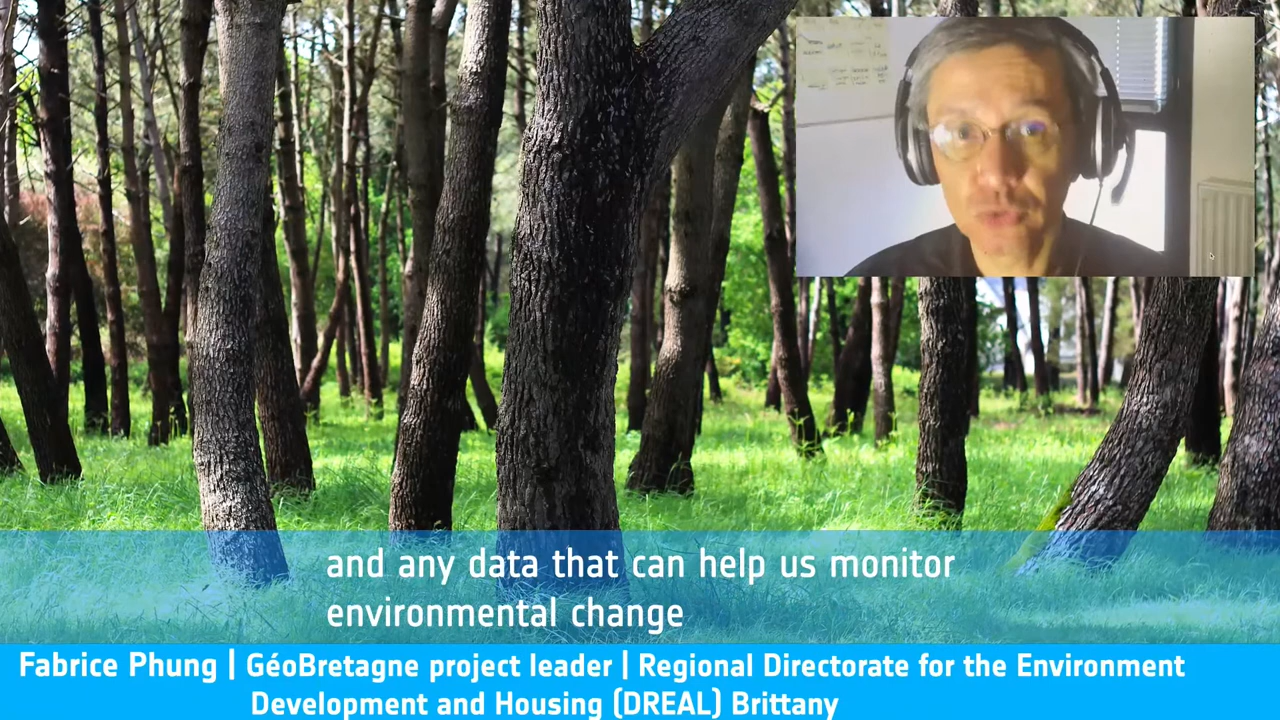 and any data that can help us monitor
environmental change
Fabrice Phung | GéoBretagne project leader | Regional Directorate for the Environment
Development and Housing (DREAL) Brittany